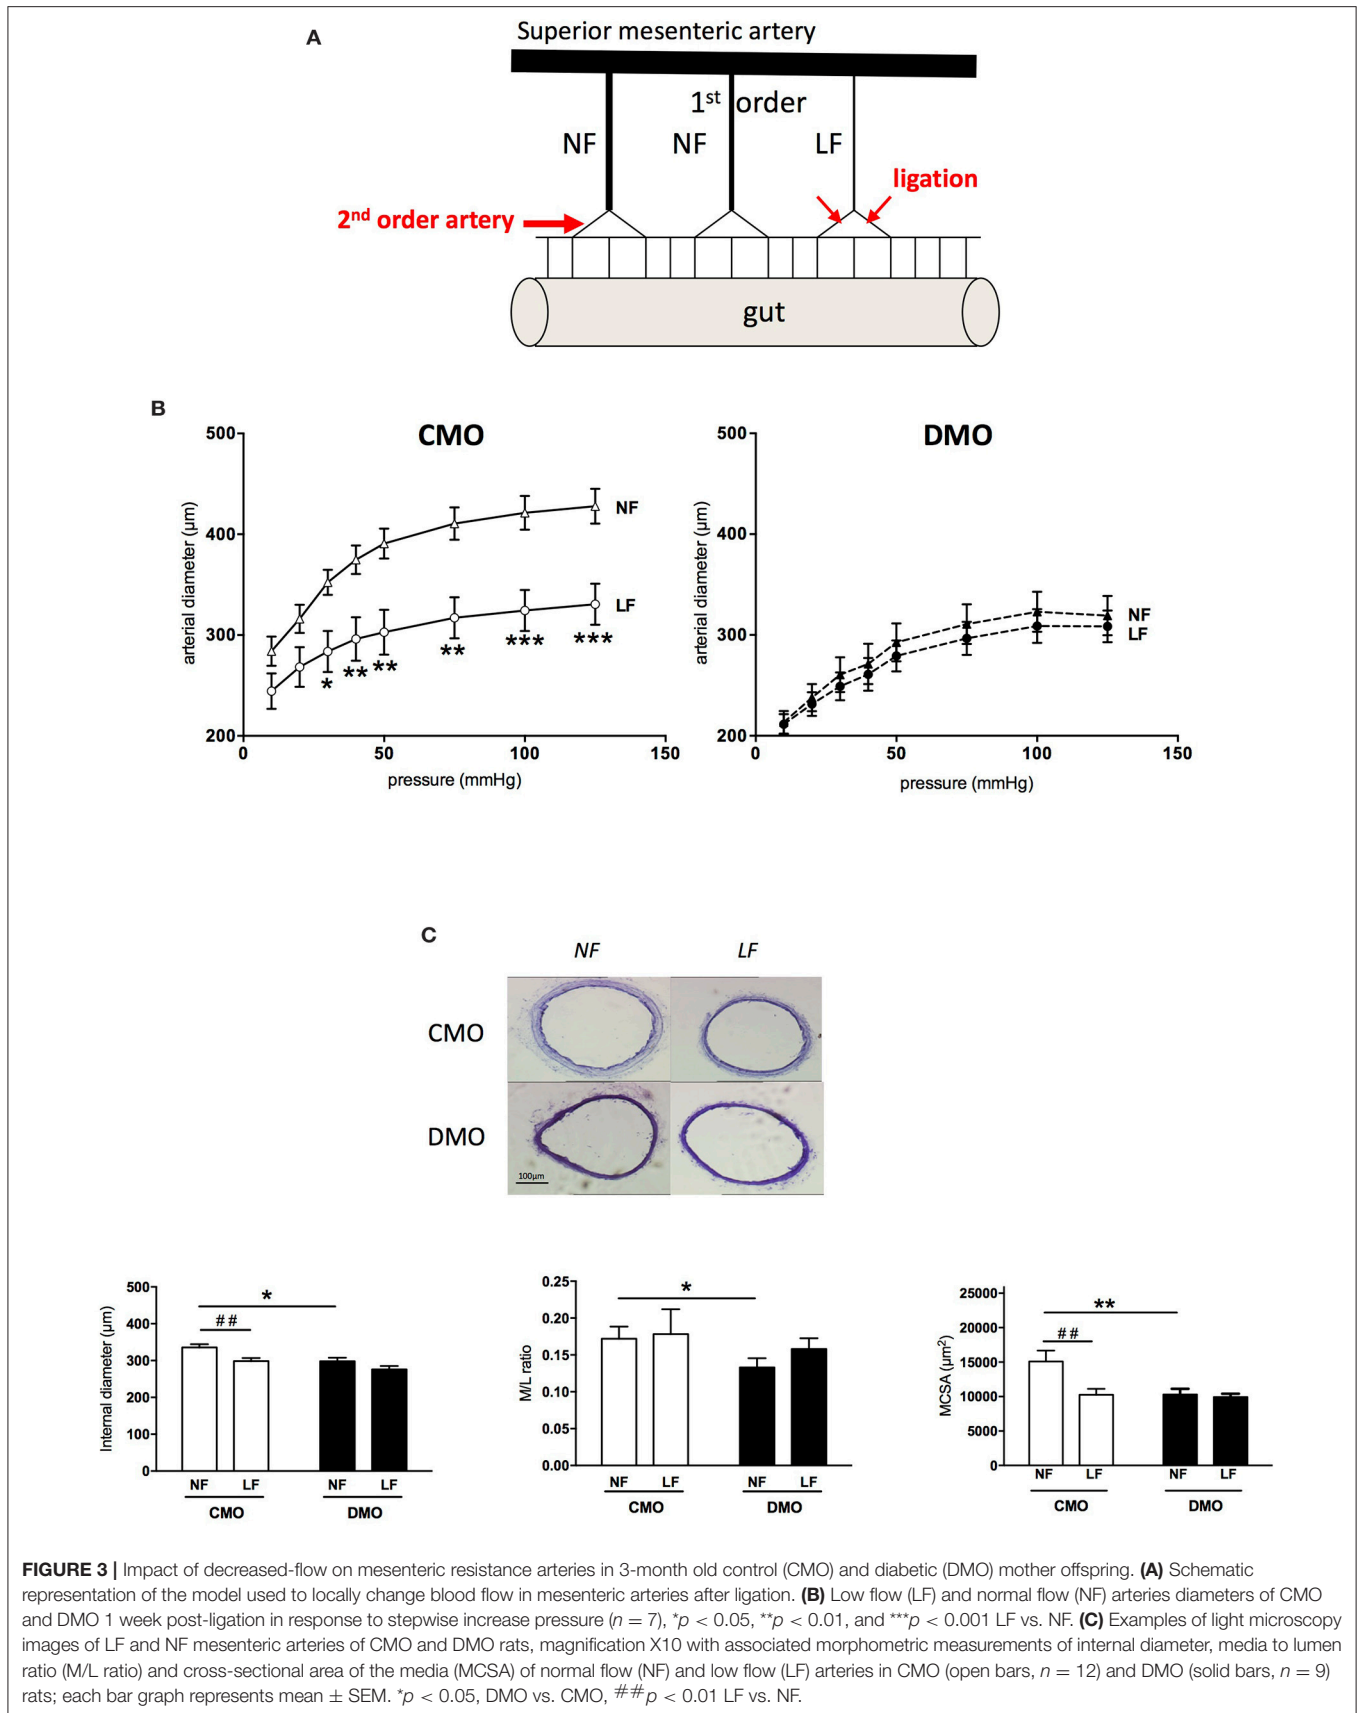 A
Superior mesenteric artery
1st order
NF NF LF
ligation
2nd order artery
gut
B
CMO
500
400
300
200
arterial diameter (µm)
NF
LF
*
**
**
**
***
***
0 50 100 150
pressure (mmHg)
DMO
500
400
300
200
arterial diameter (µm)
NF
LF
0 50 100 150
pressure (mmHg)
C
NF LF
CMO
DMO
100µm
500
400
300
200
100
0
Internal diameter (µm)
*
##
NF LF NF LF
CMO DMO
0.25
0.20
0.15
0.10
0.05
0.00
M/L ratio
*
NF LF NF LF
CMO DMO
25000
20000
15000
10000
5000
0
MCSA (µm²)
**
##
NF LF NF LF
CMO DMO
FIGURE 3 | Impact of decreased-flow on mesenteric resistance arteries in 3-month old control (CMO) and diabetic (DMO) mother offspring. (A) Schematic
representation of the model used to locally change blood flow in mesenteric arteries after ligation. (B) Low flow (LF) and normal flow (NF) arteries diameters of CMO
and DMO 1 week post-ligation in response to stepwise increase pressure (n = 7), *p < 0.05, **p < 0.01, and ***p < 0.001 LF vs. NF. (C) Examples of light microscopy
images of LF and NF mesenteric arteries of CMO and DMO rats, magnification X10 with associated morphometric measurements of internal diameter, media to lumen
ratio (M/L ratio) and cross-sectional area of the media (MCSA) of normal flow (NF) and low flow (LF) arteries in CMO (open bars, n = 12) and DMO (solid bars, n = 9)
rats; each bar graph represents mean ± SEM. *p < 0.05, DMO vs. CMO, ##p < 0.01 LF vs. NF.